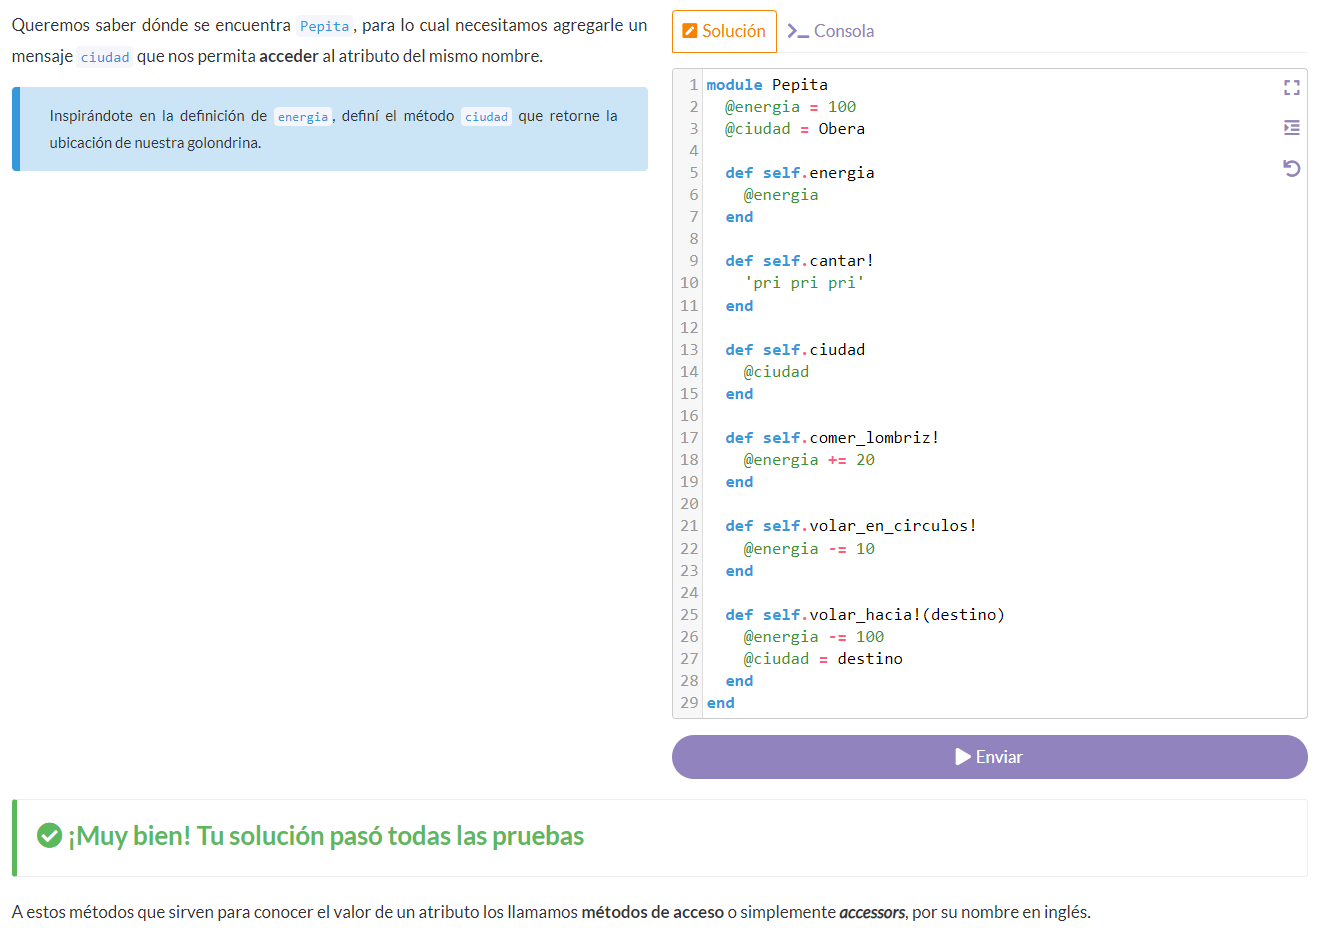 Queremos saber dónde se encuentra Pepita, para lo cual necesitamos agregarle un
mensaje ciudad que nos permita acceder al atributo del mismo nombre.
Inspirándote en la definición de energia, definí el método ciudad que retorne la
ubicación de nuestra golondrina.
Solución
Consola
1 module Pepita
2   @energia = 100
3   @ciudad = Obera
4
5   def self.energia
6     @energia
7   end
8
9   def self.cantar!
10     'pri pri pri'
11   end
12
13   def self.ciudad
14     @ciudad
15   end
16
17   def self.comer_lombriz!
18     @energia += 20
19   end
20
21   def self.volar_en_circulos!
22     @energia -= 10
23   end
24
25   def self.volar_hacia!(destino)
26     @energia -= 100
27     @ciudad = destino
28   end
29 end
Enviar
¡Muy bien! Tu solución pasó todas las pruebas
A estos métodos que sirven para conocer el valor de un atributo los llamamos métodos de acceso o simplemente accessors, por su nombre en inglés.